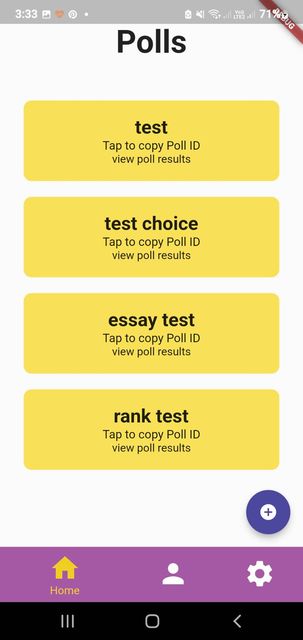 3:33 71%
Polls
test
Tap to copy Poll ID
view poll results
test choice
Tap to copy Poll ID
view poll results
essay test
Tap to copy Poll ID
view poll results
rank test
Tap to copy Poll ID
view poll results
Home